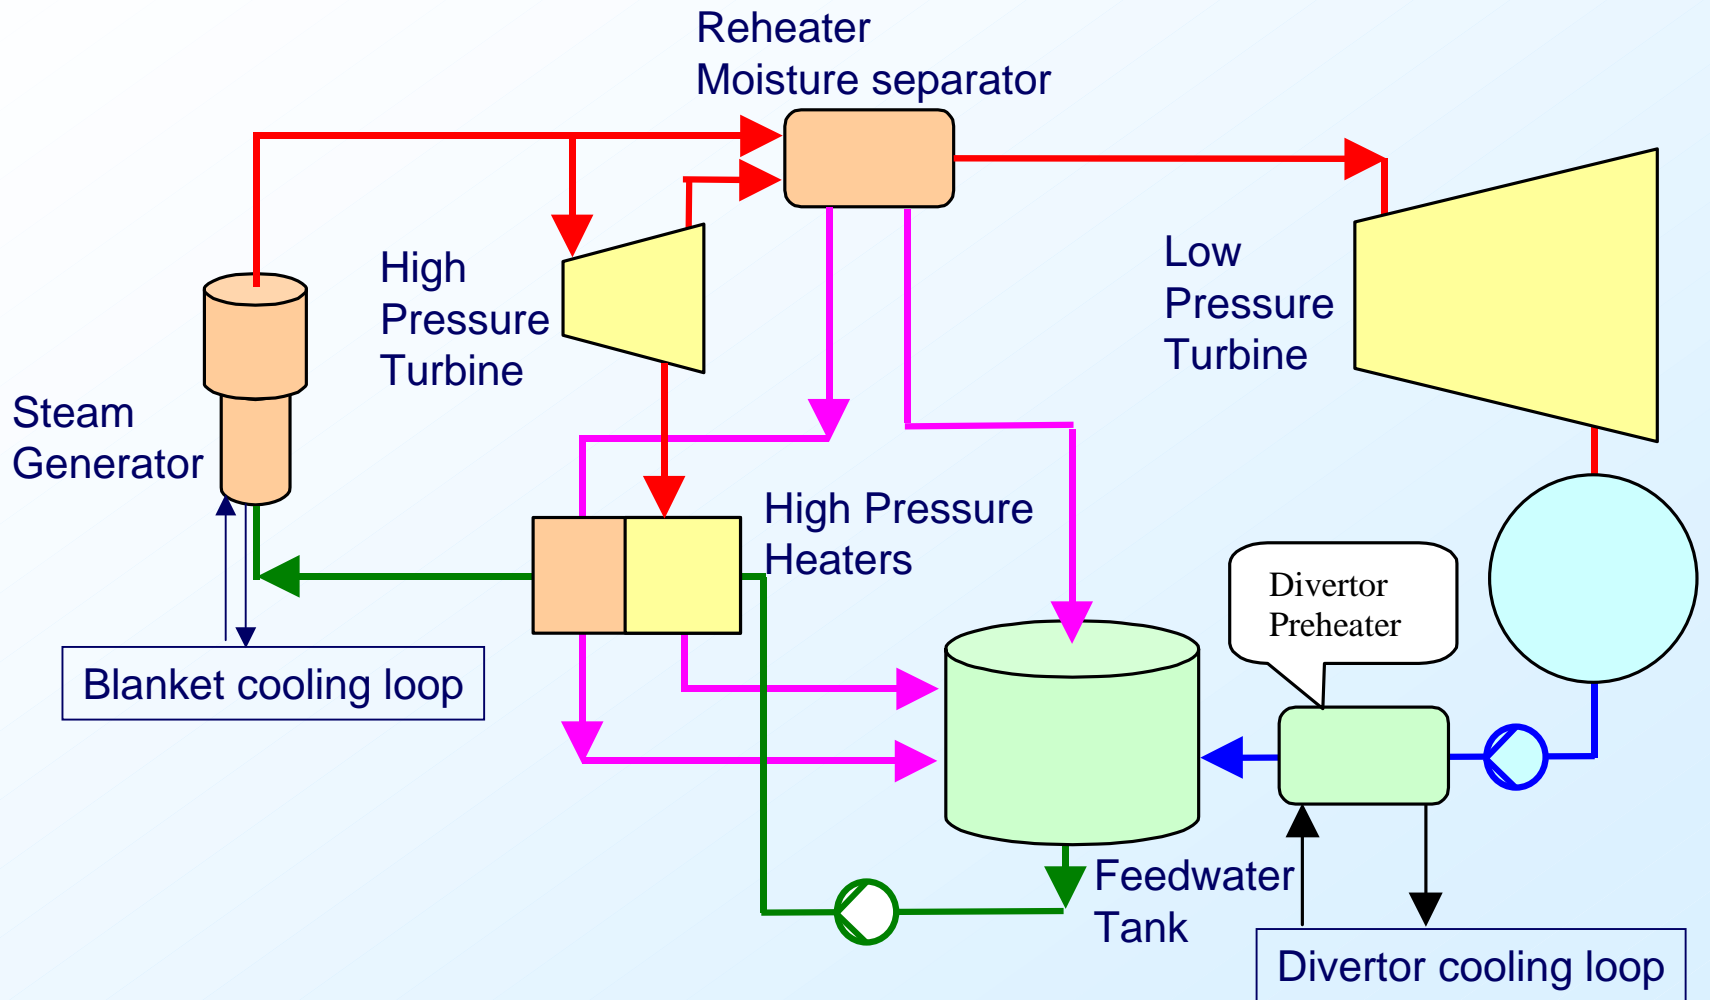 Reheater
Moisture separator
High
Pressure
Turbine
Low
Pressure
Turbine
Steam
Generator
High Pressure
Heaters
Divertor
Preheater
Blanket cooling loop
Feedwater
Tank
Divertor cooling loop